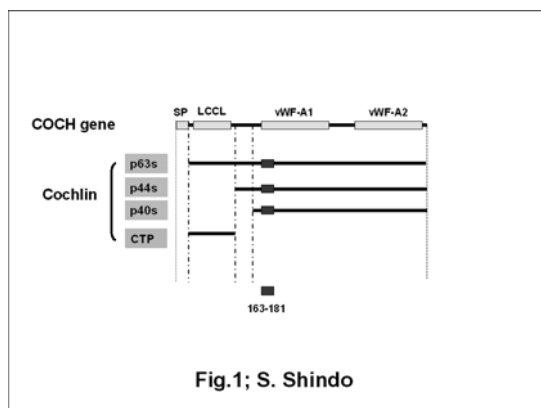 SP LCCL vWF-A1 vWF-A2
COCH gene
p63s
p44s
Cochlin
p40s
CTP
163-181
Fig.1; S. Shindo